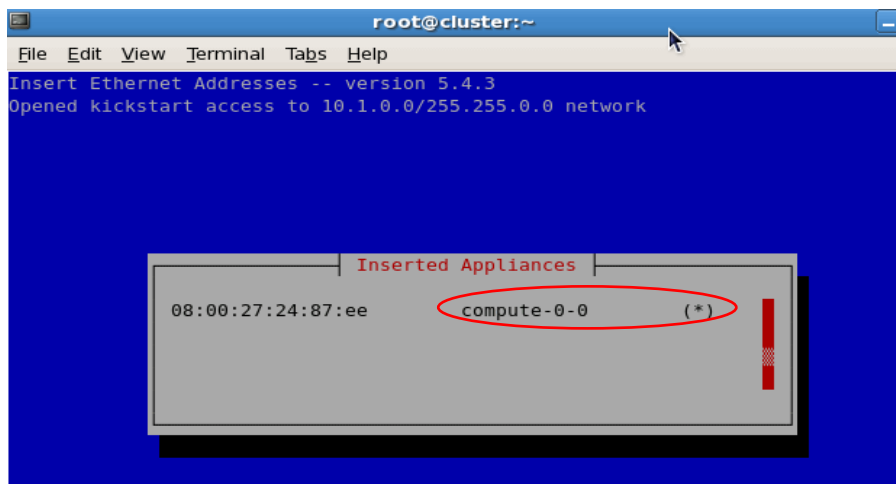 root@cluster:~
File Edit View Terminal Tabs Help
Insert Ethernet Addresses -- version 5.4.3
Opened kickstart access to 10.1.0.0/255.255.0.0 network
Inserted Appliances
08:00:27:24:87:ee compute-0-0 (*)